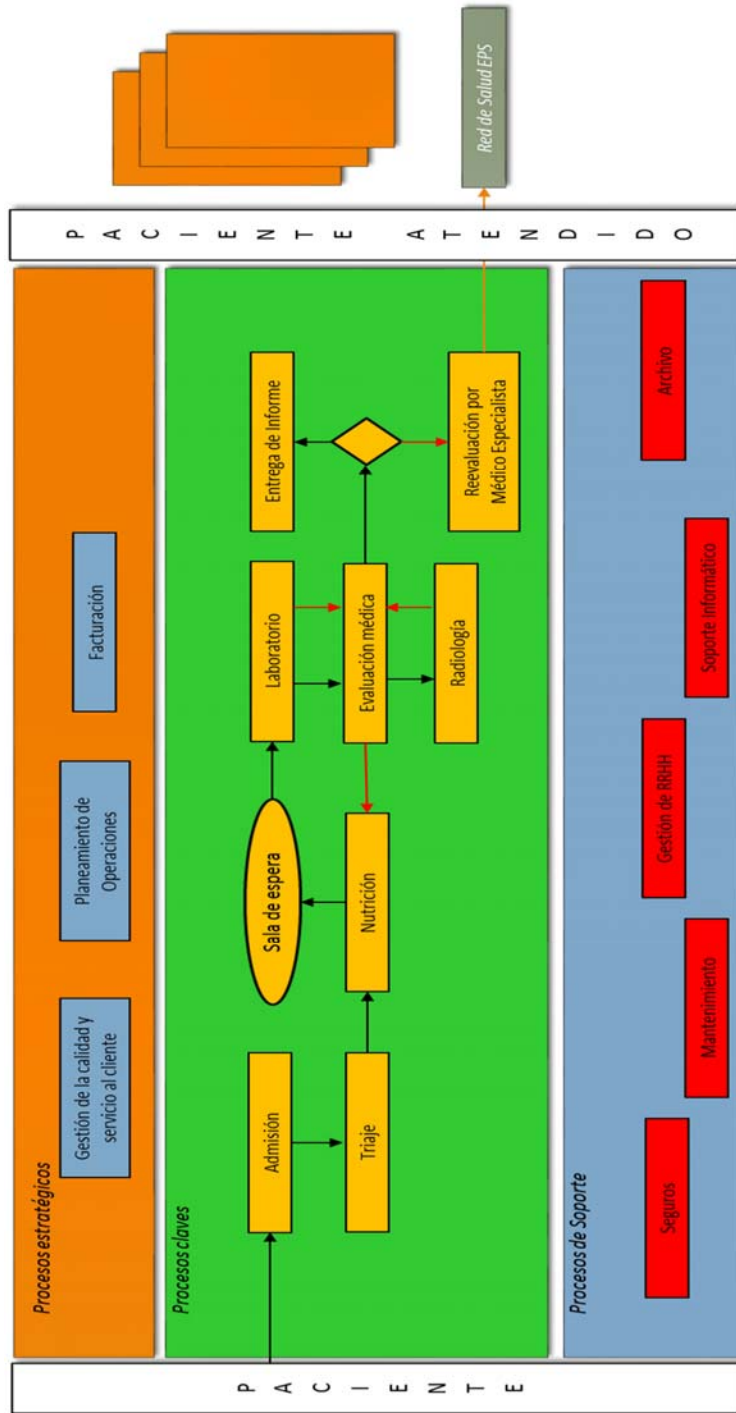 PACIENTE
Procesos estratégicos
Gestión de la calidad y
servicio al cliente
Planeamiento de
Operaciones
Facturación
Procesos claves
Admisión
Triaje
Sala de espera
Nutrición
Laboratorio
Evaluación médica
Radiología
Entrega de Informe
Reevaluación por
Médico Especialista
Procesos de Soporte
Seguros
Mantenimiento
Gestión de RRHH
Soporte Informático
Archivo
PACIENTE ATENDIDO
Red de Salud EPS